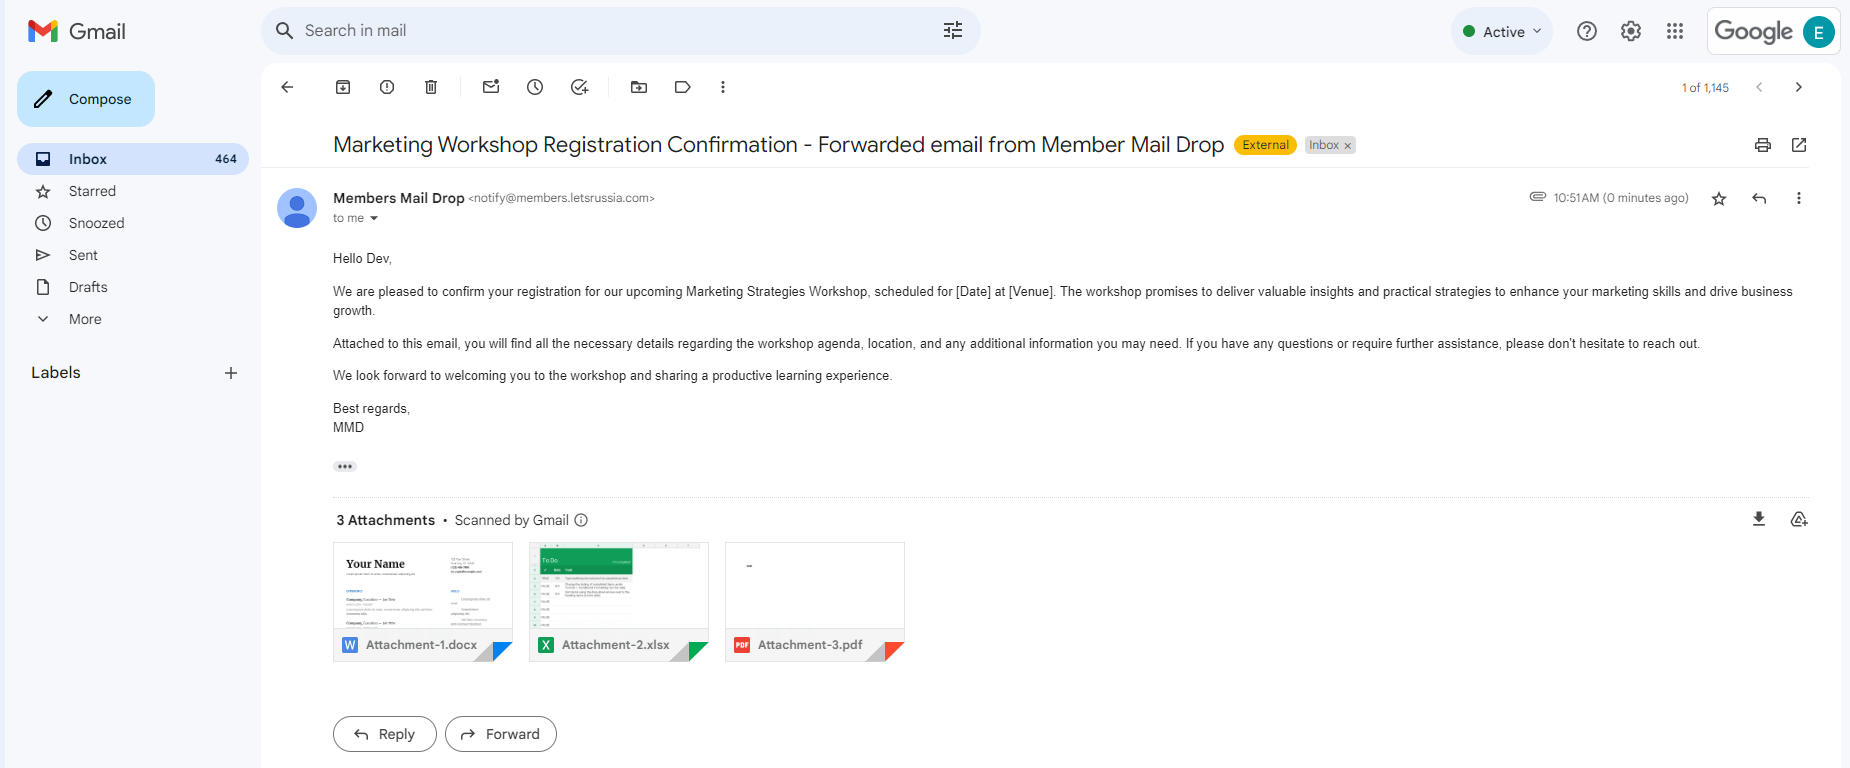 Gmail
Search in mail
Active
Google
E
Compose
1 of 1,145
Inbox 464
Starred
Snoozed
Sent
Drafts
More
Labels
Marketing Workshop Registration Confirmation - Forwarded email from Member Mail Drop External Inbox ×
Members Mail Drop <notify@members.letsrussia.com>
10:51 AM (0 minutes ago)
to me
Hello Dev,
We are pleased to confirm your registration for our upcoming Marketing Strategies Workshop, scheduled for [Date] at [Venue]. The workshop promises to deliver valuable insights and practical strategies to enhance your marketing skills and drive business
growth.
Attached to this email, you will find all the necessary details regarding the workshop agenda, location, and any additional information you may need. If you have any questions or require further assistance, please don't hesitate to reach out.
We look forward to welcoming you to the workshop and sharing a productive learning experience.
Best regards,
MMD
3 Attachments • Scanned by Gmail
Your Name
To Do
W Attachment-1.docx
X Attachment-2.xlsx
PDF Attachment-3.pdf
Reply
Forward